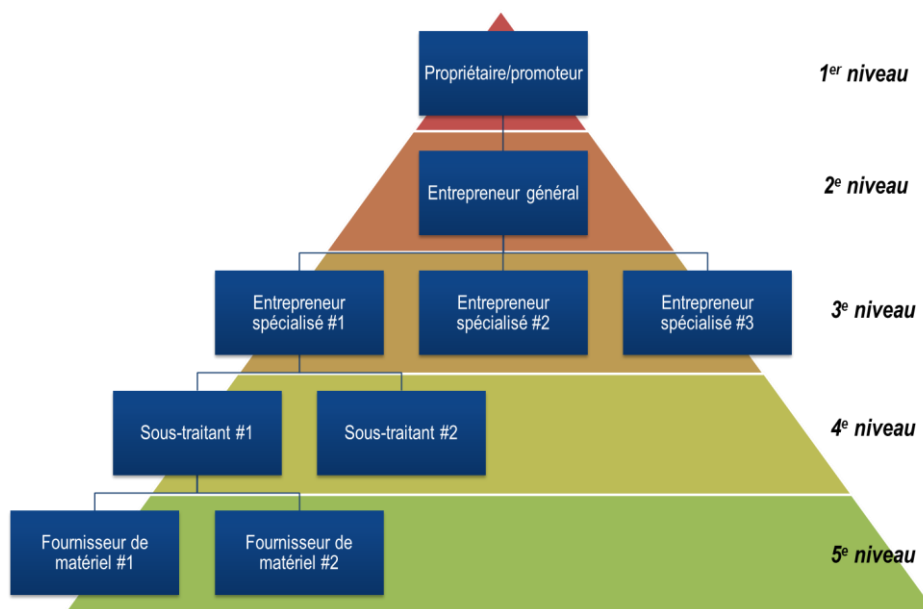 Propriétaire/promoteur
1er niveau
Entrepreneur général
2e niveau
Entrepreneur
spécialisé #1
Entrepreneur
spécialisé #2
Entrepreneur
spécialisé #3
3e niveau
Sous-traitant #1
Sous-traitant #2
4e niveau
Fournisseur de
matériel #1
Fournisseur de
matériel #2
5e niveau